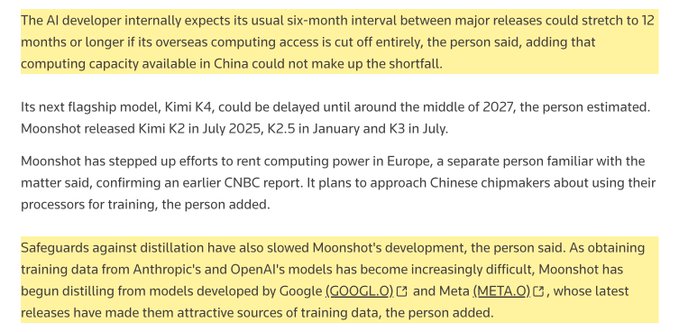 The AI developer internally expects its usual six-month interval between major releases could stretch to 12
months or longer if its overseas computing access is cut off entirely, the person said, adding that
computing capacity available in China could not make up the shortfall.
Its next flagship model, Kimi K4, could be delayed until around the middle of 2027, the person estimated.
Moonshot released Kimi K2 in July 2025, K2.5 in January and K3 in July.
Moonshot has stepped up efforts to rent computing power in Europe, a separate person familiar with the
matter said, confirming an earlier CNBC report. It plans to approach Chinese chipmakers about using their
processors for training, the person added.
Safeguards against distillation have also slowed Moonshot's development, the person said. As obtaining
training data from Anthropic's and OpenAI's models has become increasingly difficult, Moonshot has
begun distilling from models developed by Google (GOOGL.O) and Meta (META.O), whose latest
releases have made them attractive sources of training data, the person added.